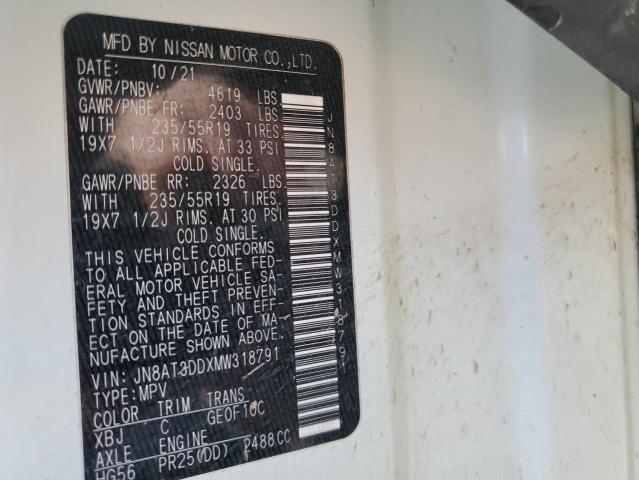 MFD BY NISSAN MOTOR CO.,LTD.
DATE: 10/21
GVWR/PNBV: 4619 LBS
GAWR/PNBE FR: 2403 LBS.
WITH 235/55R19 TIRES.
19X7 1/2J RIMS. AT 33 PSI
COLD SINGLE.
GAWR/PNBE RR: 2326 LBS.
WITH 235/55R19 TIRES.
19X7 1/2J RIMS. AT 30 PSI
COLD SINGLE.
THIS VEHICLE CONFORMS
TO ALL APPLICABLE FED-
ERAL MOTOR VEHICLE SA-
FETY AND THEFT PREVEN-
TION STANDARDS IN EFF-
ECT ON THE DATE OF MA-
NUFACTURE SHOWN ABOVE.
VIN: JN8AT3DDXMW318791
TYPE: MPV
COLOR TRIM TRANS
XBJ C GE0F10C
AXLE ENGINE
HG56 PR25(DD) 2488CC
JN8AT3DDXMW318791